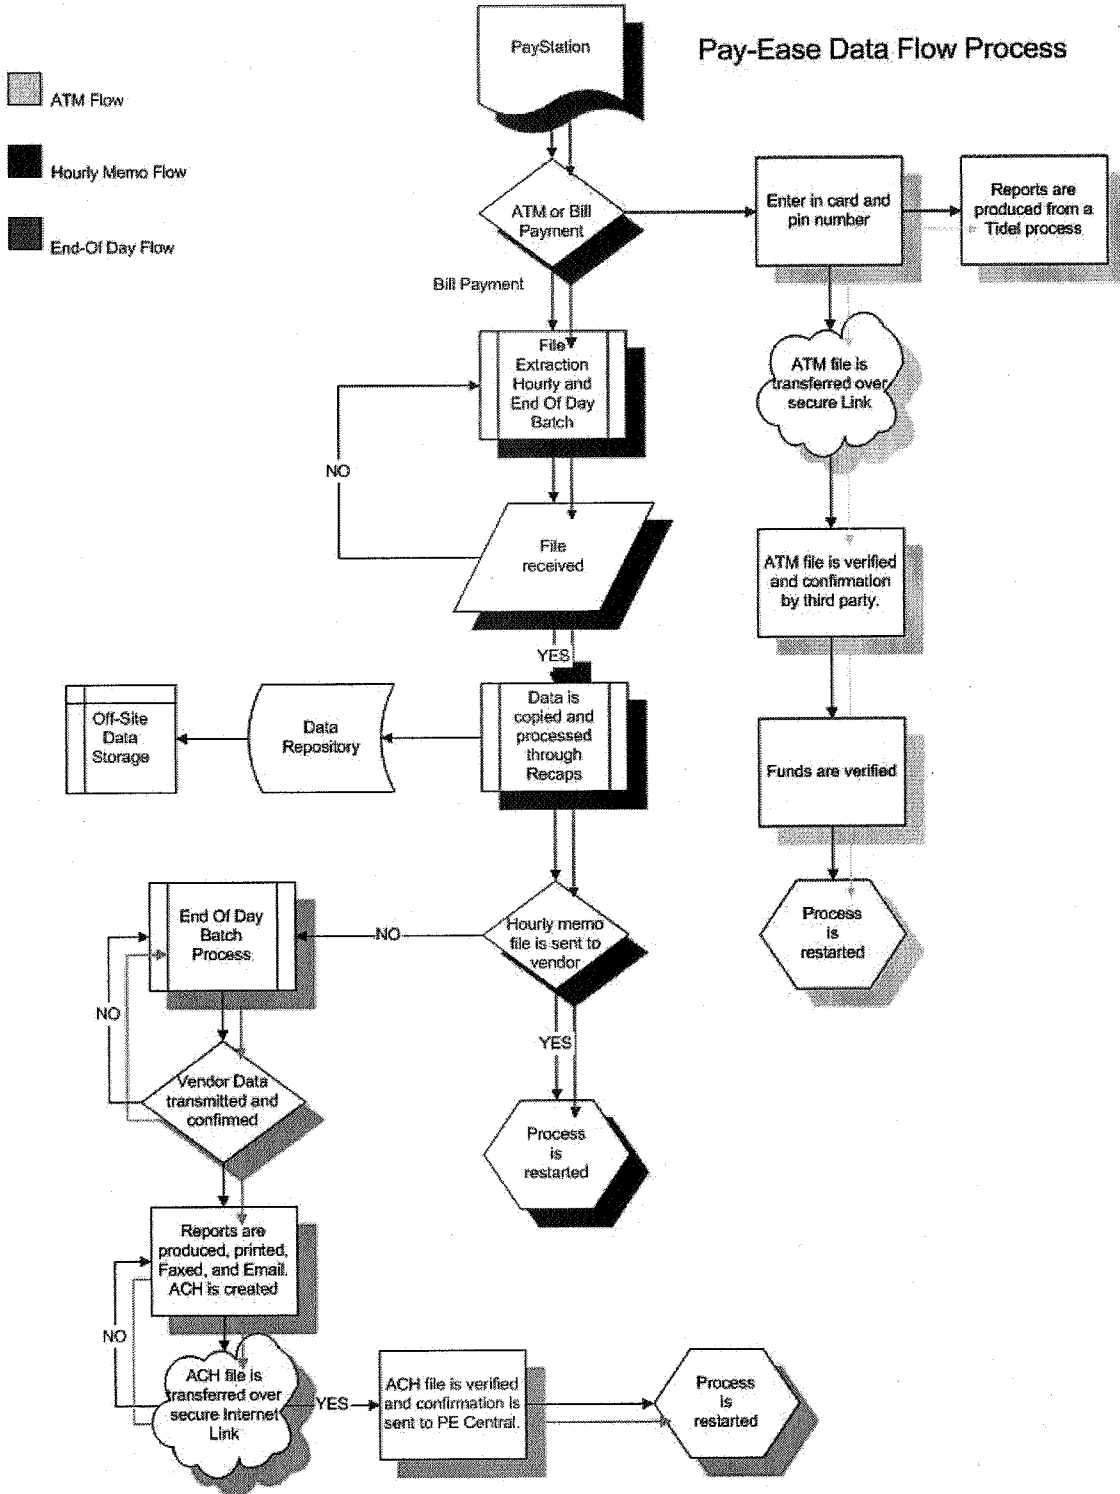 PayStation
Pay-Ease Data Flow Process
ATM Flow
Hourly Memo Flow
End-Of Day Flow
ATM or Bill
Payment
Enter in card and
pin number
Reports are
produced from a
Tidel process
Bill Payment
File
Extraction
Hourly and
End Of Day
Batch
ATM file is
transferred over
secure Link
NO
File
received
ATM file is verified
and confirmation
by third party.
YES
Off-Site
Data
Storage
Data
Repository
Data is
copied and
processed
through
Recaps
Funds are verified
End Of Day
Batch
Process
NO
Hourly memo
file is sent to
vendor
Process
is
restarted
NO
YES
Vendor Data
transmitted and
confirmed
Process
is
restarted
Reports are
produced, printed,
Faxed, and Email.
ACH is created
NO
ACH file is
transferred over
secure Internet
Link
YES
ACH file is verified
and confirmation is
sent to PE Central.
Process
is
restarted